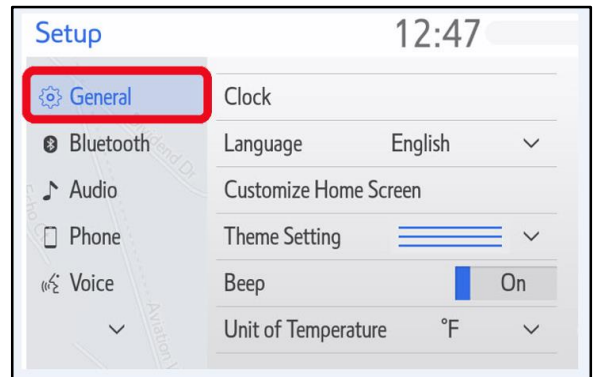 Setup 12:47
General
Bluetooth
Audio
Phone
Voice
Clock
Language English
Customize Home Screen
Theme Setting
Beep On
Unit of Temperature °F